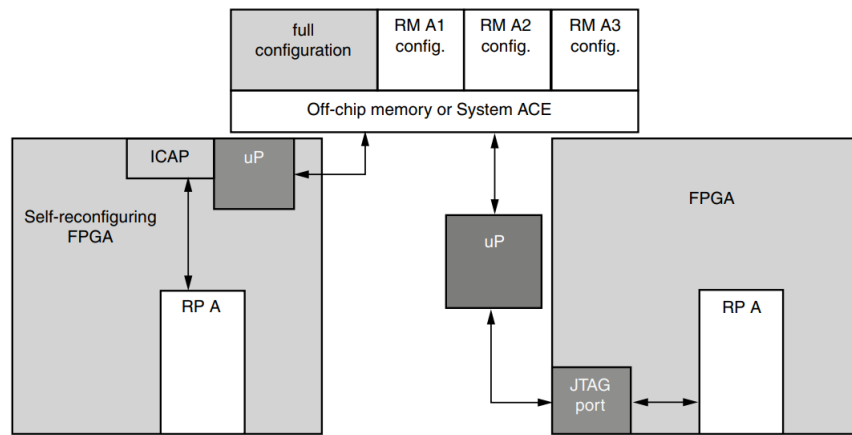 full
configuration
RM A1
config.
RM A2
config.
RM A3
config.
Off-chip memory or System ACE
ICAP
uP
Self-reconfiguring
FPGA
RP A
uP
FPGA
RP A
JTAG
port